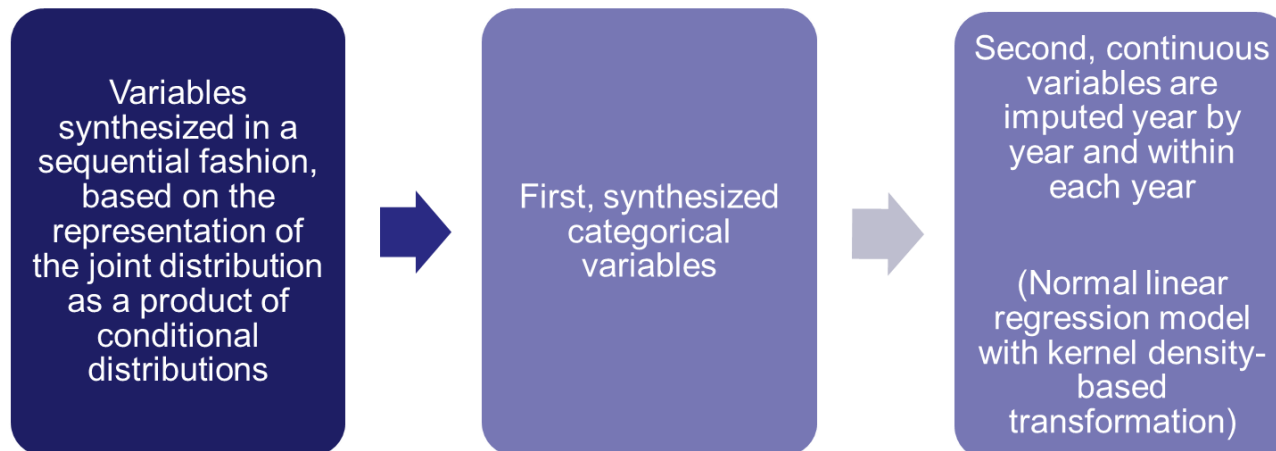 Variables
synthesized in a
sequential fashion,
based on the
representation of
the joint distribution
as a product of
conditional
distributions
First, synthesized
categorical
variables
Second, continuous
variables are
imputed year by
year and within
each year
(Normal linear
regression model
with kernel density-
based
transformation)